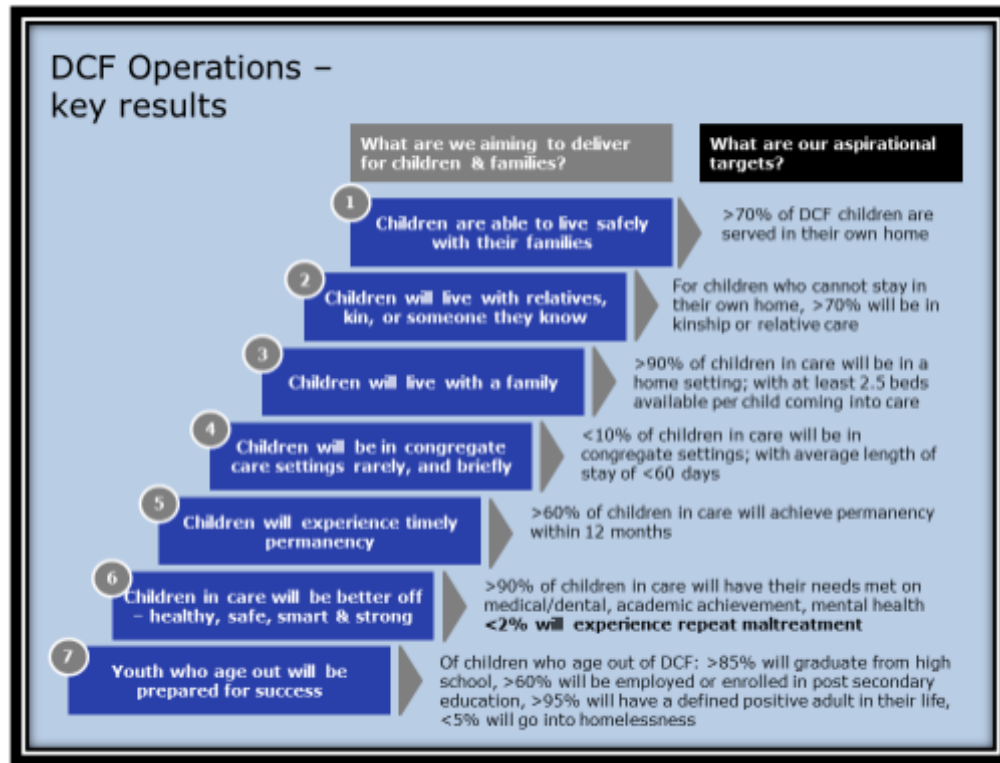 DCF Operations –
key results
What are we aiming to deliver
for children & families?
What are our aspirational
targets?
1
Children are able to live safely
with their families
>70% of DCF children are
served in their own home
2
Children will live with relatives,
kin, or someone they know
For children who cannot stay in
their own home, >70% will be in
kinship or relative care
3
Children will live with a family
>90% of children in care will be in a
home setting; with at least 2.5 beds
available per child coming into care
4
Children will be in congregate
care settings rarely, and briefly
<10% of children in care will be in
congregate settings; with average length of
stay of <60 days
5
Children will experience timely
permanency
>60% of children in care will achieve permanency
within 12 months
6
Children in care will be better off
– healthy, safe, smart & strong
>90% of children in care will have their needs met on
medical/dental, academic achievement, mental health
<2% will experience repeat maltreatment
7
Youth who age out will be
prepared for success
Of children who age out of DCF: >85% will graduate from high
school, >60% will be employed or enrolled in post secondary
education, >95% will have a defined positive adult in their life,
<5% will go into homelessness